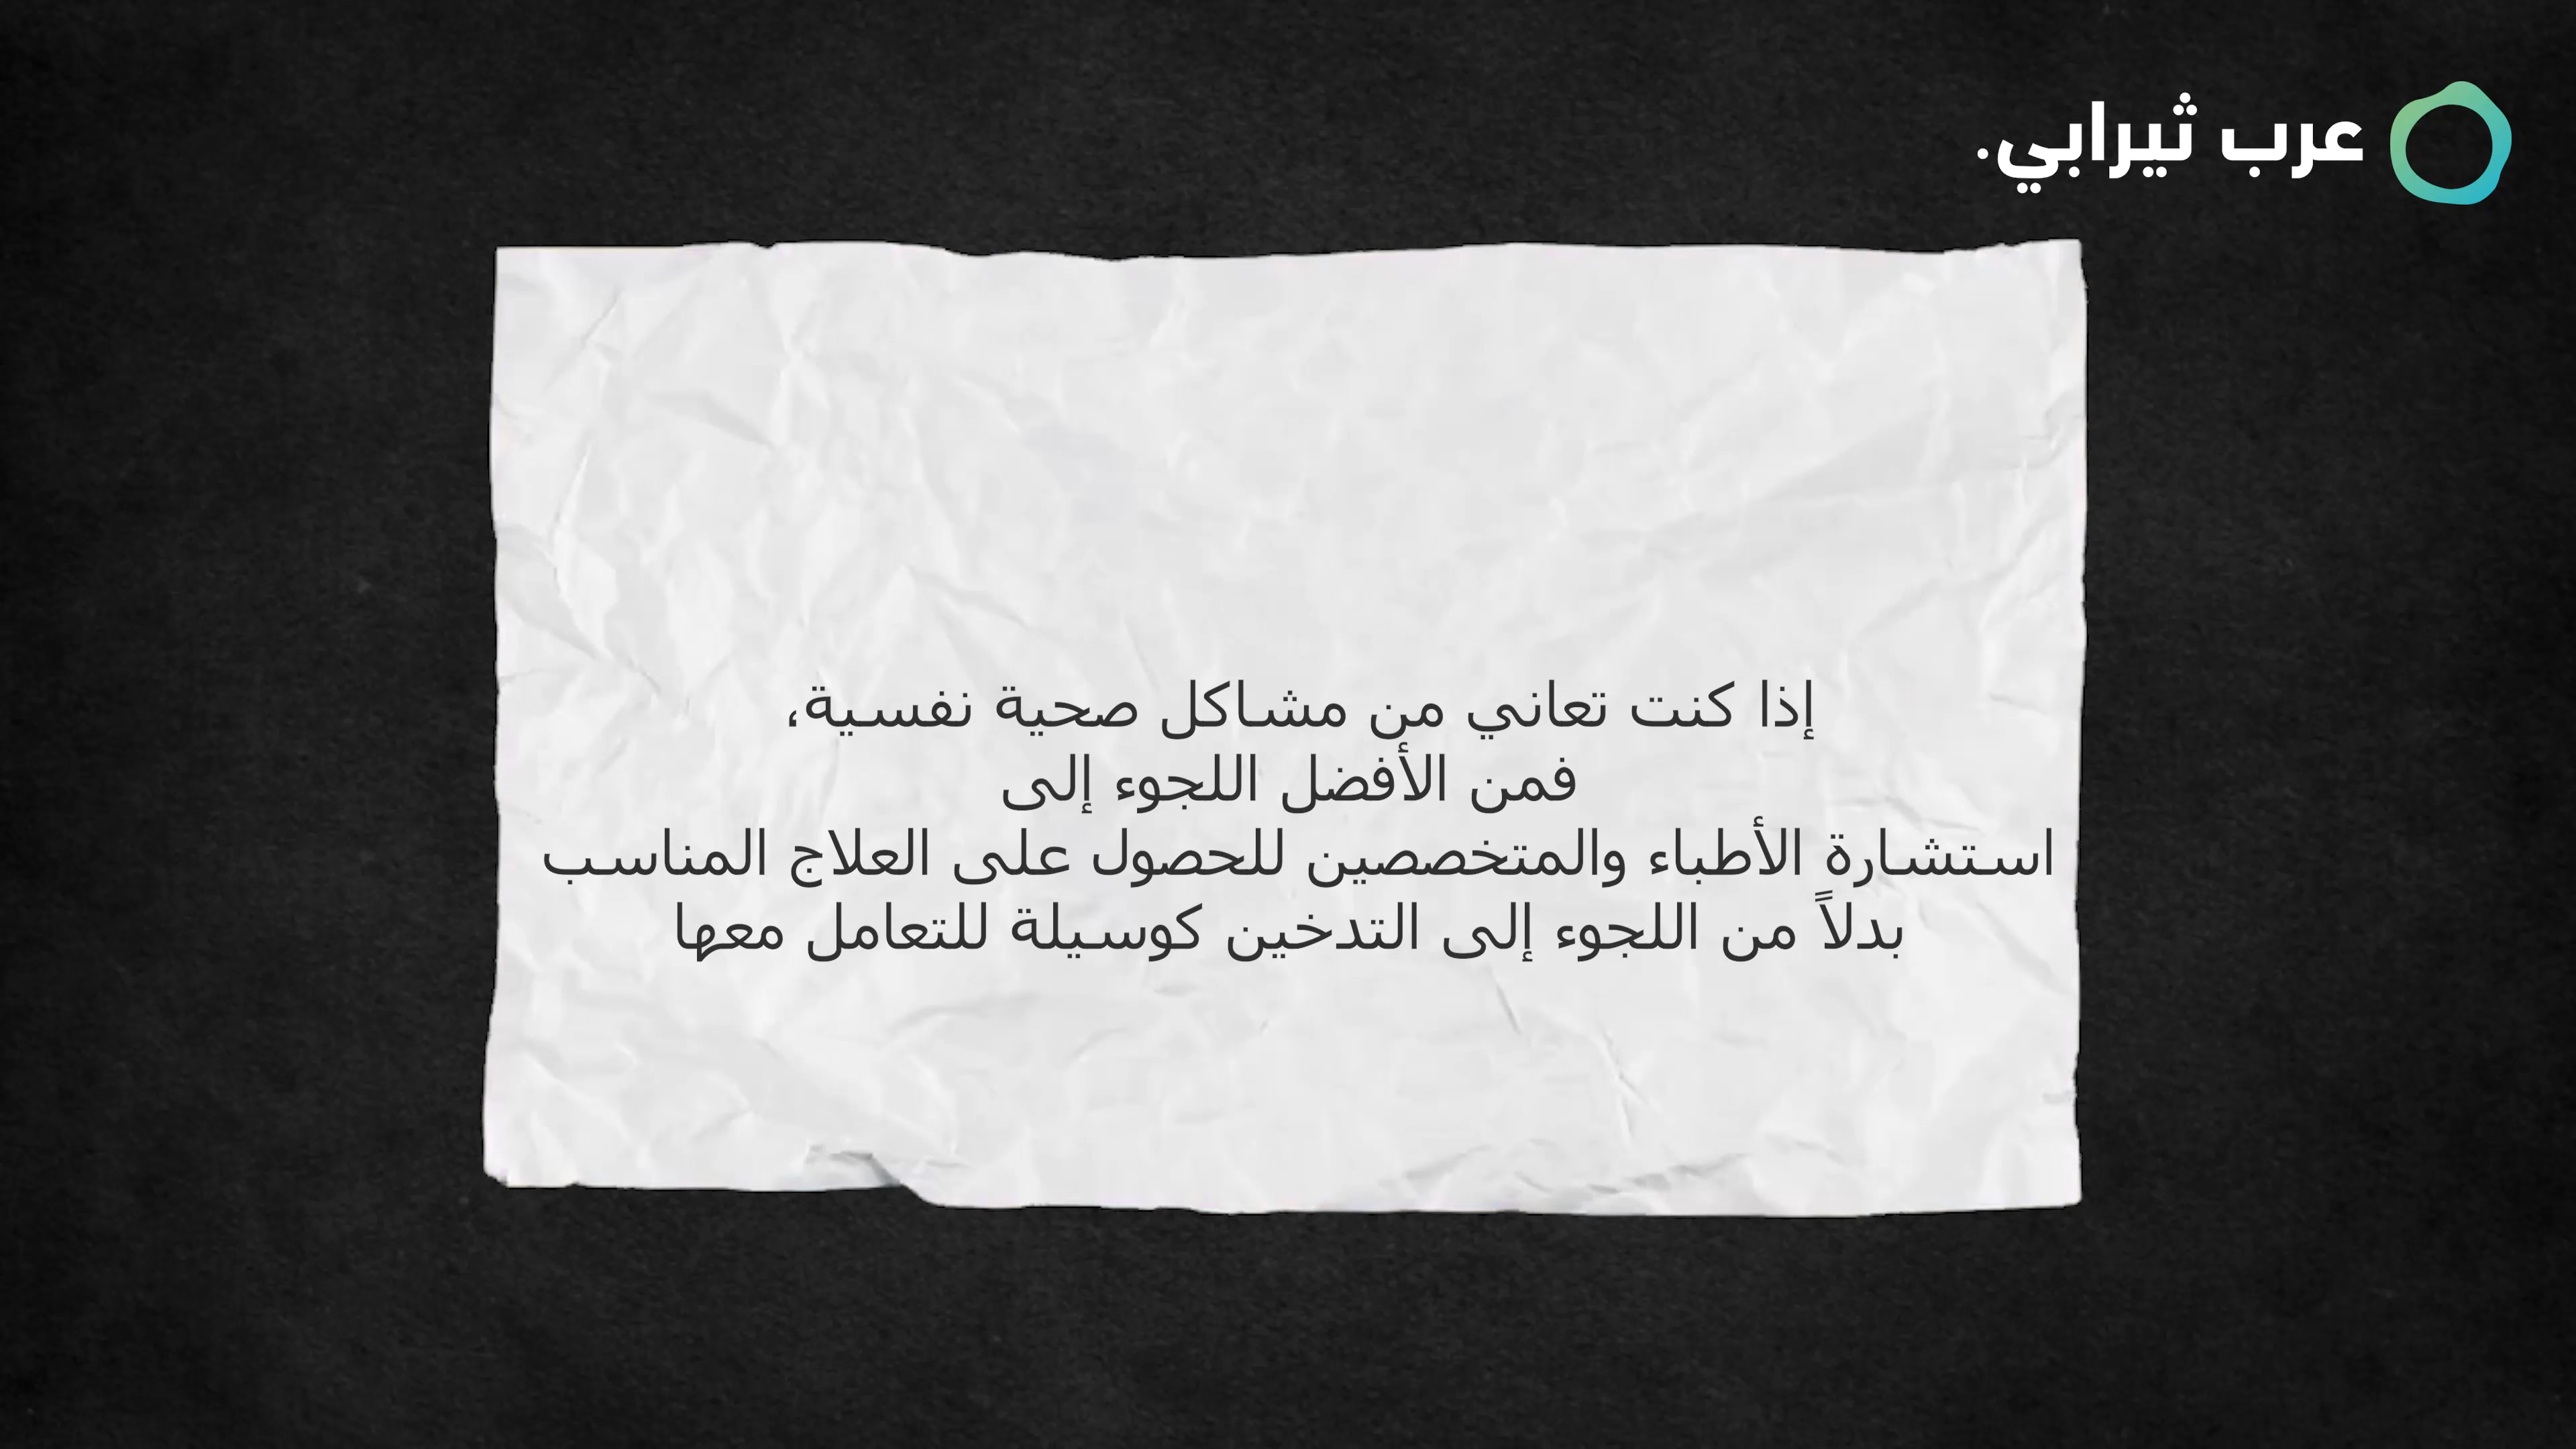 عرب ثيرابي.
إذا كنت تعاني من مشاكل صحية نفسية،
فمن الأفضل اللجوء إلى
استشارة الأطباء والمتخصصين للحصول على العلاج المناسب
بدلاً من اللجوء إلى التدخين كوسيلة للتعامل معها